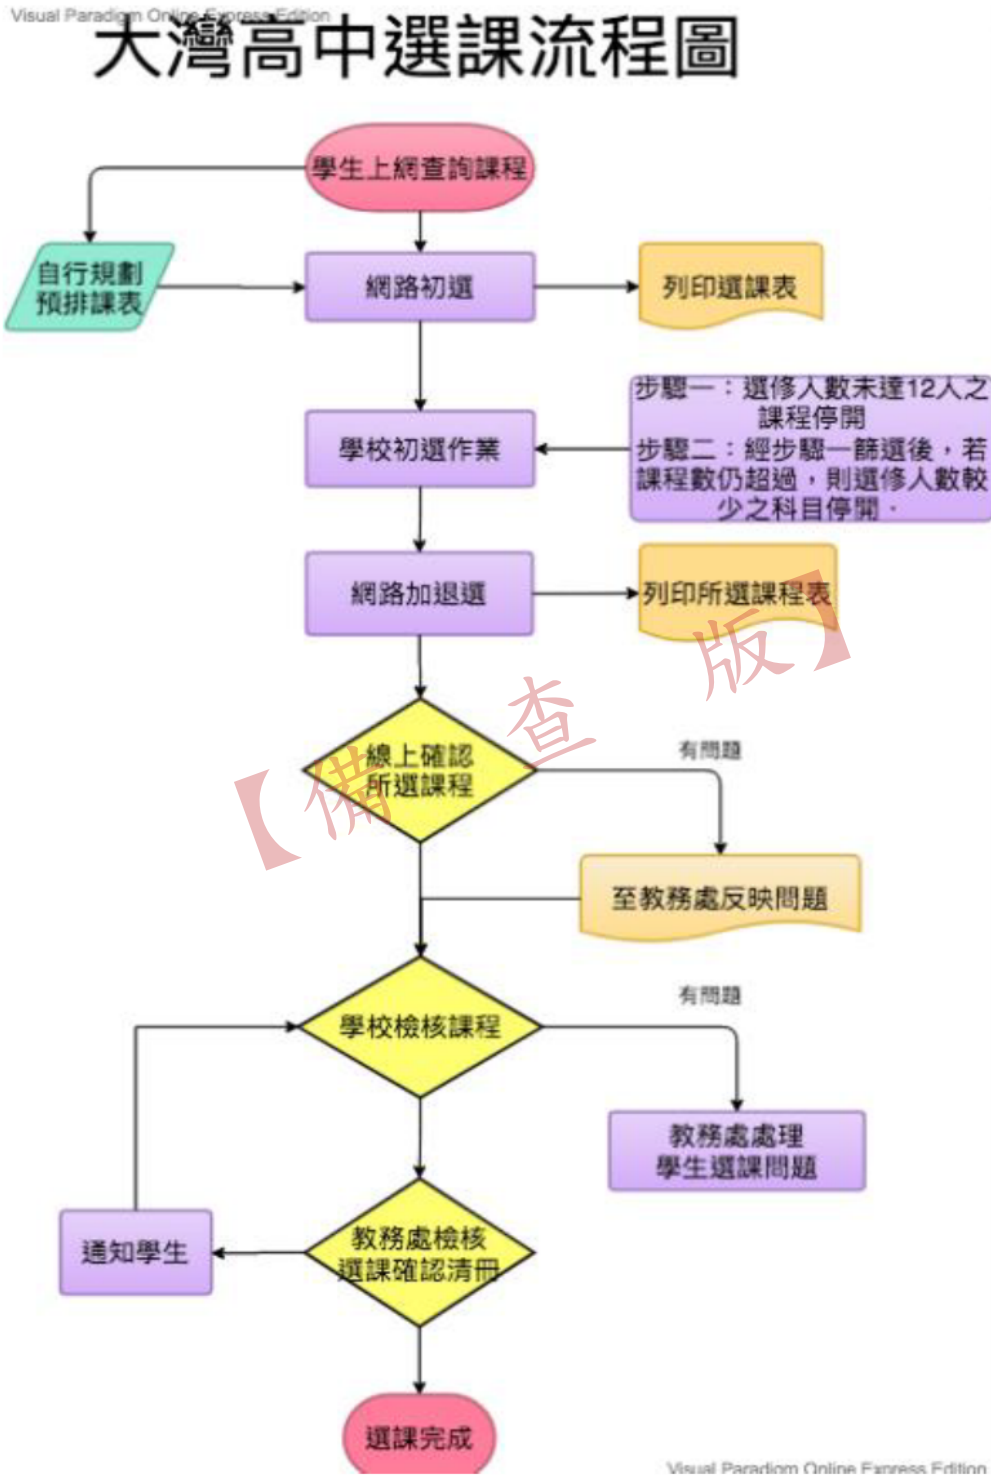 Visual Paradigm Online Express Edition
大灣高中選課流程圖
學生上網查詢課程
自行規劃
預排課表
網路初選
列印選課表
步驟一：選修人數未達12人之
課程停開
步驟二：經步驟一篩選後，若
課程數仍超過，則選修人數較
少之科目停開。
學校初選作業
網路加退選
列印所選課程表
【備查版】
線上確認
所選課程
有問題
至教務處反映問題
學校檢核課程
有問題
教務處處理
學生選課問題
通知學生
教務處檢核
選課確認清冊
選課完成
Visual Paradigm Online Express Edition